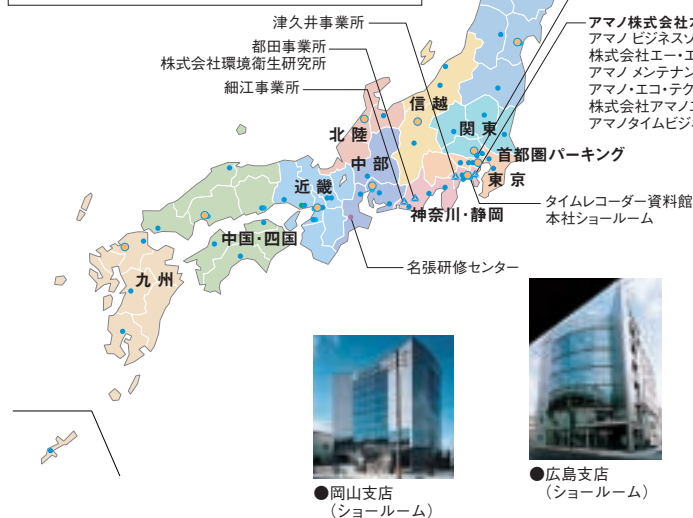 津久井事業所
都田事業所
株式会社環境衛生研究所
細江事業所
アマノ株式会社
アマノ ビジネスソ
株式会社エー・エ
アマノ メンテナン
アマノ・エコ・テク
株式会社アマノエ
アマノタイムビジネ
信越
北陸
関東
中部
首都圏パーキング
近畿
東京
神奈川・静岡
タイムレコーダー資料館
本社ショールーム
中国・四国
名張研修センター
九州
●岡山支店
（ショールーム）
●広島支店
（ショールーム）